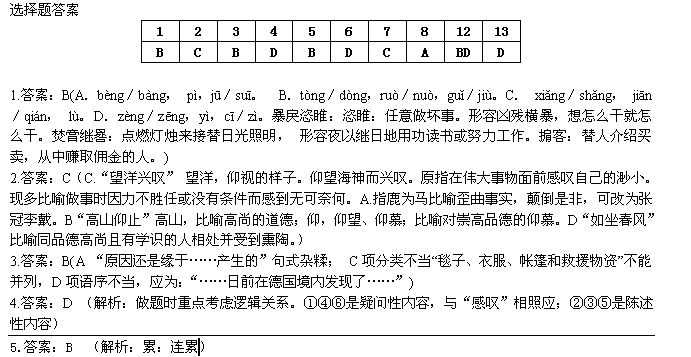 选择题答案
1 2 3 4 5 6 7 8 12 13
B C B D B D C A BD D
1.答案：B(A．bèng／bàng， pì，jū／suī。 B．tòng／dòng，ruò／nuò，guǐ／jiù。C． xiǎng／shǎng， jiān
／qián， lù。D．zèng／zēng，yì，cī／zì。暴戾恣睢：恣睢：任意做坏事。形容凶残横暴，想怎么干就怎
么干。焚膏继晷：点燃灯烛来接替日光照明， 形容夜以继日地用功读书或努力工作。掮客：替人介绍买
卖，从中赚取佣金的人。)
2.答案：C（C.“望洋兴叹” 望洋，仰视的样子。仰望海神而兴叹。原指在伟大事物面前感叹自己的渺小。
现多比喻做事时因力不胜任或没有条件而感到无可奈何。A.指鹿为马比喻歪曲事实，颠倒是非，可改为张
冠李戴。B“高山仰止”高山，比喻高尚的道德；仰，仰望、仰慕；比喻对崇高品德的仰慕。D“如坐春风”
比喻同品德高尚且有学识的人相处并受到熏陶。）
3.答案：B(A “原因还是缘于……产生的”句式杂糅； C 项分类不当“毯子、衣服、帐篷和救援物资”不能
并列，D 项语序不当，应为：“……日前在德国境内发现了……”)
4.答案：D （解析：做题时重点考虑逻辑关系。①④⑥是疑问性内容，与“感叹”相照应；②③⑤是陈述
性内容）
5.答案：B （解析：累：连累）